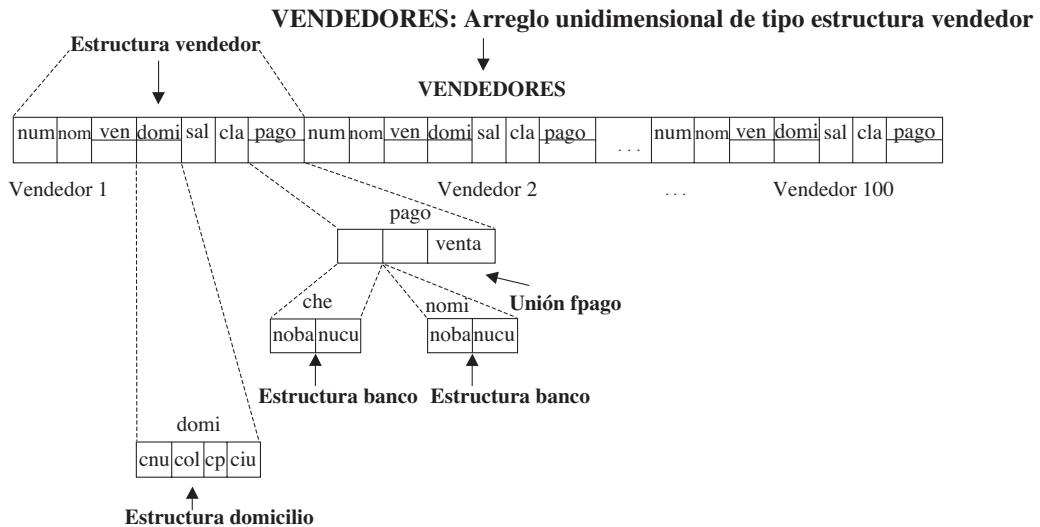 VENDEDORES: Arreglo unidimensional de tipo estructura vendedor
Estructura vendedor
VENDEDORES
num nom ven domi sal cla pago num nom ven domi sal cla pago ... num nom ven domi sal cla pago
Vendedor 1 Vendedor 2 ... Vendedor 100
pago
venta
Unión fpago
che nomi
noba nucu noba nucu
Estructura banco Estructura banco
domi
cnu col cp ciu
Estructura domicilio